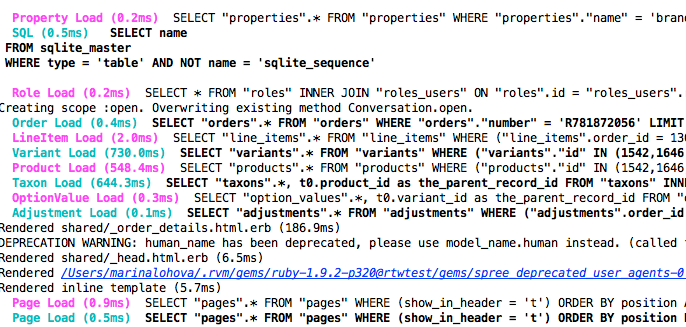 Property Load (0.2ms)  SELECT "properties".* FROM "properties" WHERE "properties"."name" = 'bran
SQL (0.5ms)   SELECT name
FROM sqlite_master
WHERE type = 'table' AND NOT name = 'sqlite_sequence'
Role Load (0.2ms)  SELECT * FROM "roles" INNER JOIN "roles_users" ON "roles".id = "roles_users".
Creating scope :open. Overwriting existing method Conversation.open.
Order Load (0.4ms)  SELECT "orders".* FROM "orders" WHERE "orders"."number" = 'R781872056' LIMIT
LineItem Load (2.0ms)  SELECT "line_items".* FROM "line_items" WHERE ("line_items".order_id = 130
Variant Load (730.0ms)  SELECT "variants".* FROM "variants" WHERE ("variants"."id" IN (1542,1646
Product Load (548.4ms)  SELECT "products".* FROM "products" WHERE ("products"."id" IN (1542,1646
Taxon Load (644.3ms)  SELECT "taxons".*, t0.product_id as the_parent_record_id FROM "taxons" INNE
OptionValue Load (0.3ms)  SELECT "option_values".*, t0.variant_id as the_parent_record_id FROM "o
Adjustment Load (0.1ms)  SELECT "adjustments".* FROM "adjustments" WHERE ("adjustments".order_id
Rendered shared/_order_details.html.erb (186.9ms)
DEPRECATION WARNING: human_name has been deprecated, please use model_name.human instead. (called f
Rendered shared/_head.html.erb (6.5ms)
Rendered /Users/marinalohova/.rvm/gems/ruby-1.9.2-p320@rtwtest/gems/spree_deprecated_user_agents-0
Rendered inline template (5.7ms)
Page Load (0.9ms)  SELECT "pages".* FROM "pages" WHERE (show_in_header = 't') ORDER BY position A
Page Load (0.5ms)  SELECT "pages".* FROM "pages" WHERE (show_in_header = 't') ORDER BY position